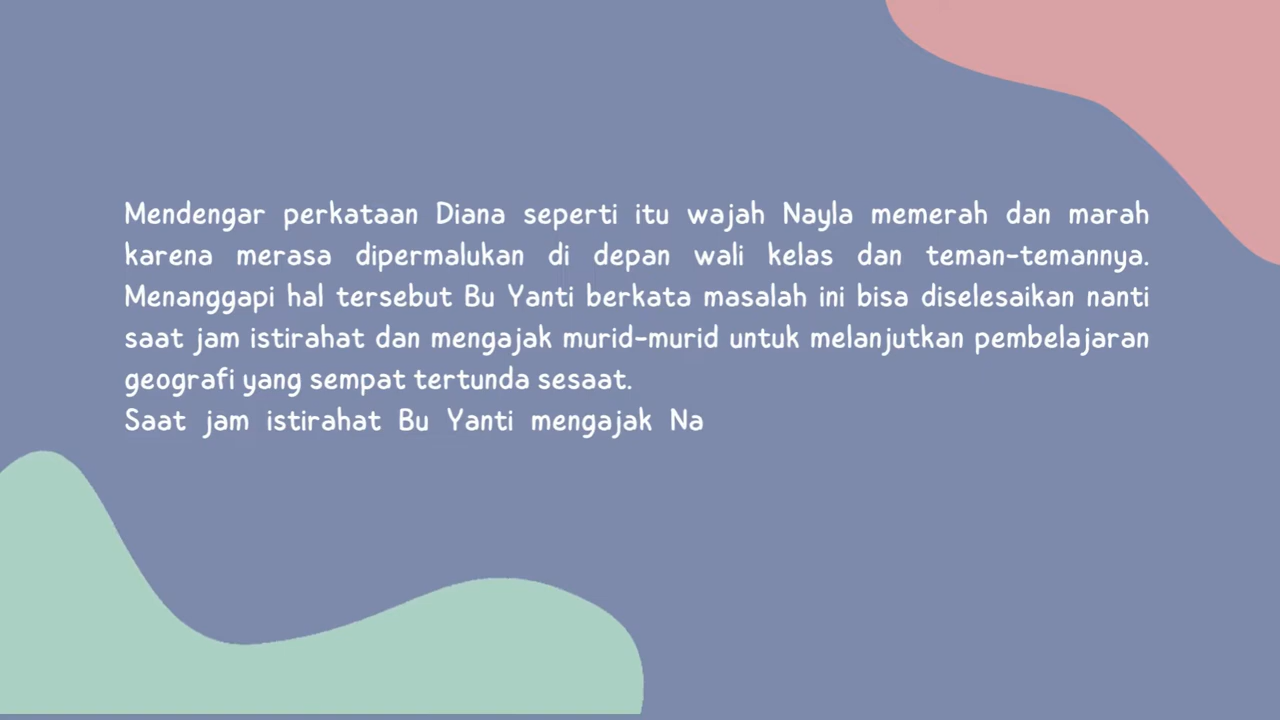 Mendengar perkataan Diana seperti itu wajah Nayla memerah dan marah
karena merasa dipermalukan di depan wali kelas dan teman-temannya.
Menanggapi hal tersebut Bu Yanti berkata masalah ini bisa diselesaikan nanti
saat jam istirahat dan mengajak murid-murid untuk melanjutkan pembelajaran
geografi yang sempat tertunda sesaat.
Saat jam istirahat Bu Yanti mengajak Na